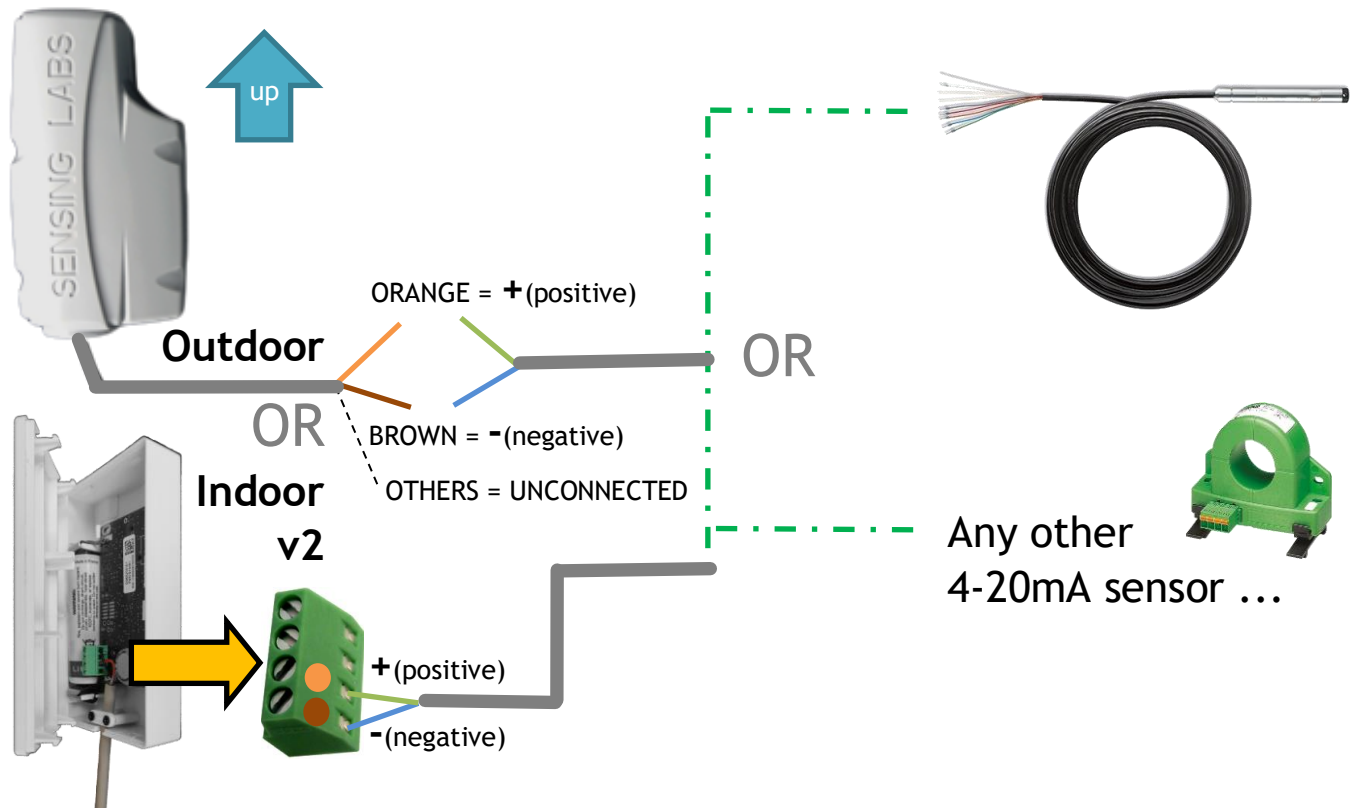 SENSING LABS
up
ORANGE = +(positive)
Outdoor
OR
OR
BROWN = -(negative)
OTHERS = UNCONNECTED
Indoor
v2
Any other
4-20mA sensor ...
+(positive)
-(negative)